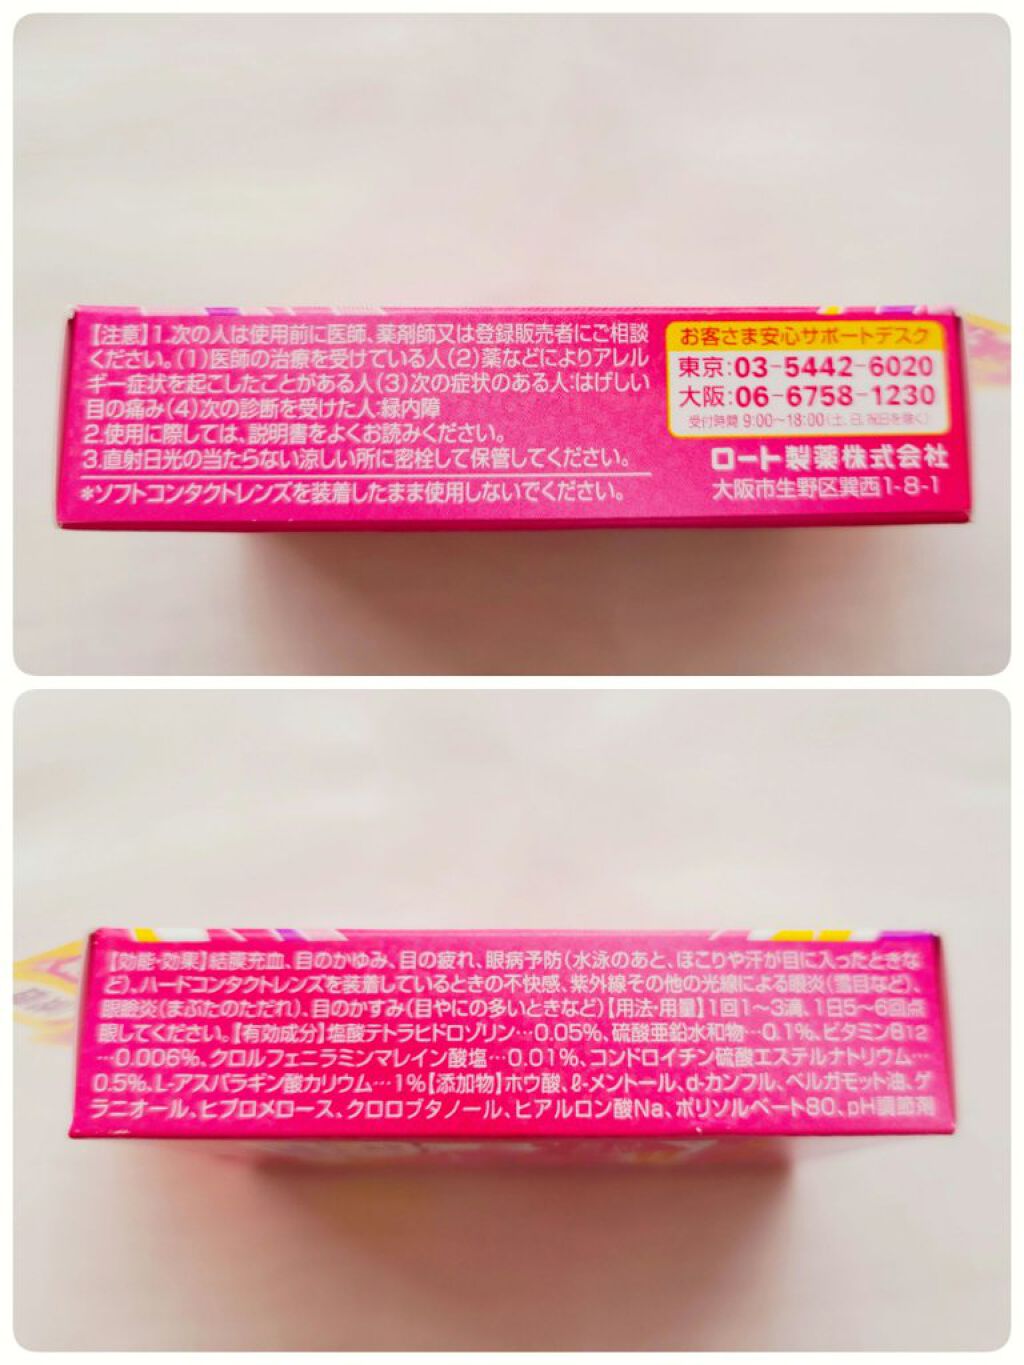 【注意】1.次の人は使用前に医師、薬剤師又は登録販売者にご相談
ください。(1)医師の治療を受けている人(2)薬などによりアレル
ギー症状を起こしたことがある人(3)次の症状のある人:はげしい
目の痛み(4)次の診断を受けた人:緑内障
2.使用に際しては、説明書をよくお読みください。
3.直射日光の当たらない涼しい所に密栓して保管してください。
*ソフトコンタクトレンズを装着したまま使用しないでください。
お客さま安心サポートデスク
東京:03-5442-6020
大阪:06-6758-1230
受付時間 9:00~18:00(土、日、祝日を除く)
ロート製薬株式会社
大阪市生野区巽西1-8-1
【効能・効果】結膜充血、目のかゆみ、目の疲れ、眼病予防(水泳のあと、ほこりや汗が目に入ったときな
ど)、ハードコンタクトレンズを装着しているときの不快感、紫外線その他の光線による眼炎(雪目など)、
眼瞼炎(まぶたのただれ)、目のかすみ(目やにの多いときなど)【用法・用量】1回1~3滴、1日5~6回点
眼してください。【有効成分】塩酸テトラヒドロゾリン…0.05%、硫酸亜鉛水和物…0.1%、ビタミンB12
…0.006%、クロルフェニラミンマレイン酸塩…0.01%、コンドロイチン硫酸エステルナトリウム…
0.5%、L-アスパラギン酸カリウム…1%【添加物】ホウ酸、ℓ-メントール、d-カンフル、ベルガモット油、ゲ
ラニオール、ヒプロメロース、クロロブタノール、ヒアルロン酸Na、ポリソルベート80、pH調節剤